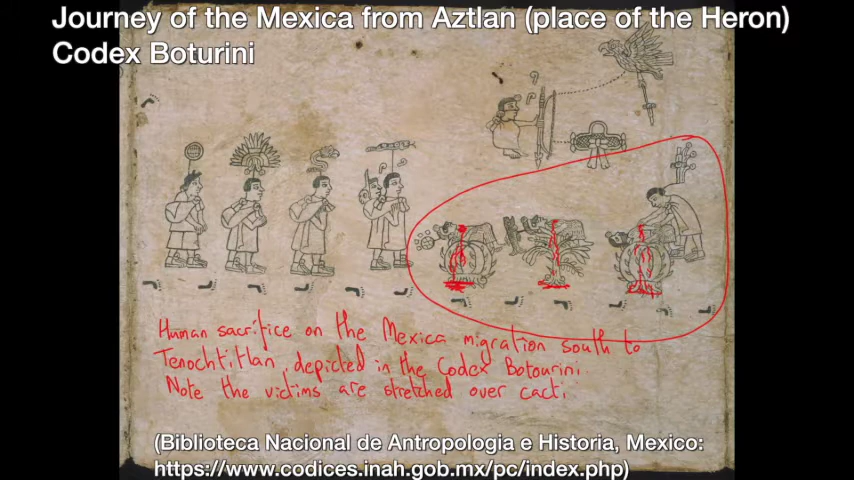 Journey of the Mexica from Aztlan (place of the Heron)
Codex Boturini
Human sacrifice on the Mexica migration south to
Tenochtitlan, depicted in the Codex Botourini.
Note the victims are stretched over cacti.
(Biblioteca Nacional de Antropologia e Historia, Mexico:
https://www.codices.inah.gob.mx/pc/index.php)